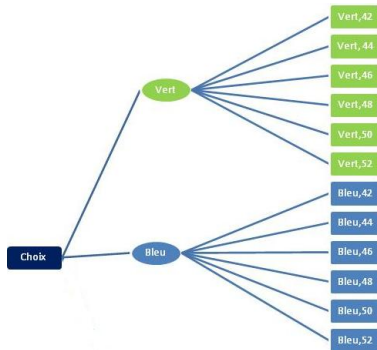 Vert,42
Vert, 44
Vert,46
Vert
Vert,48
Vert,50
Vert,52
Bleu,42
Bleu,44
Choix
Bleu
Bleu,46
Bleu,48
Bleu,50
Bleu,52